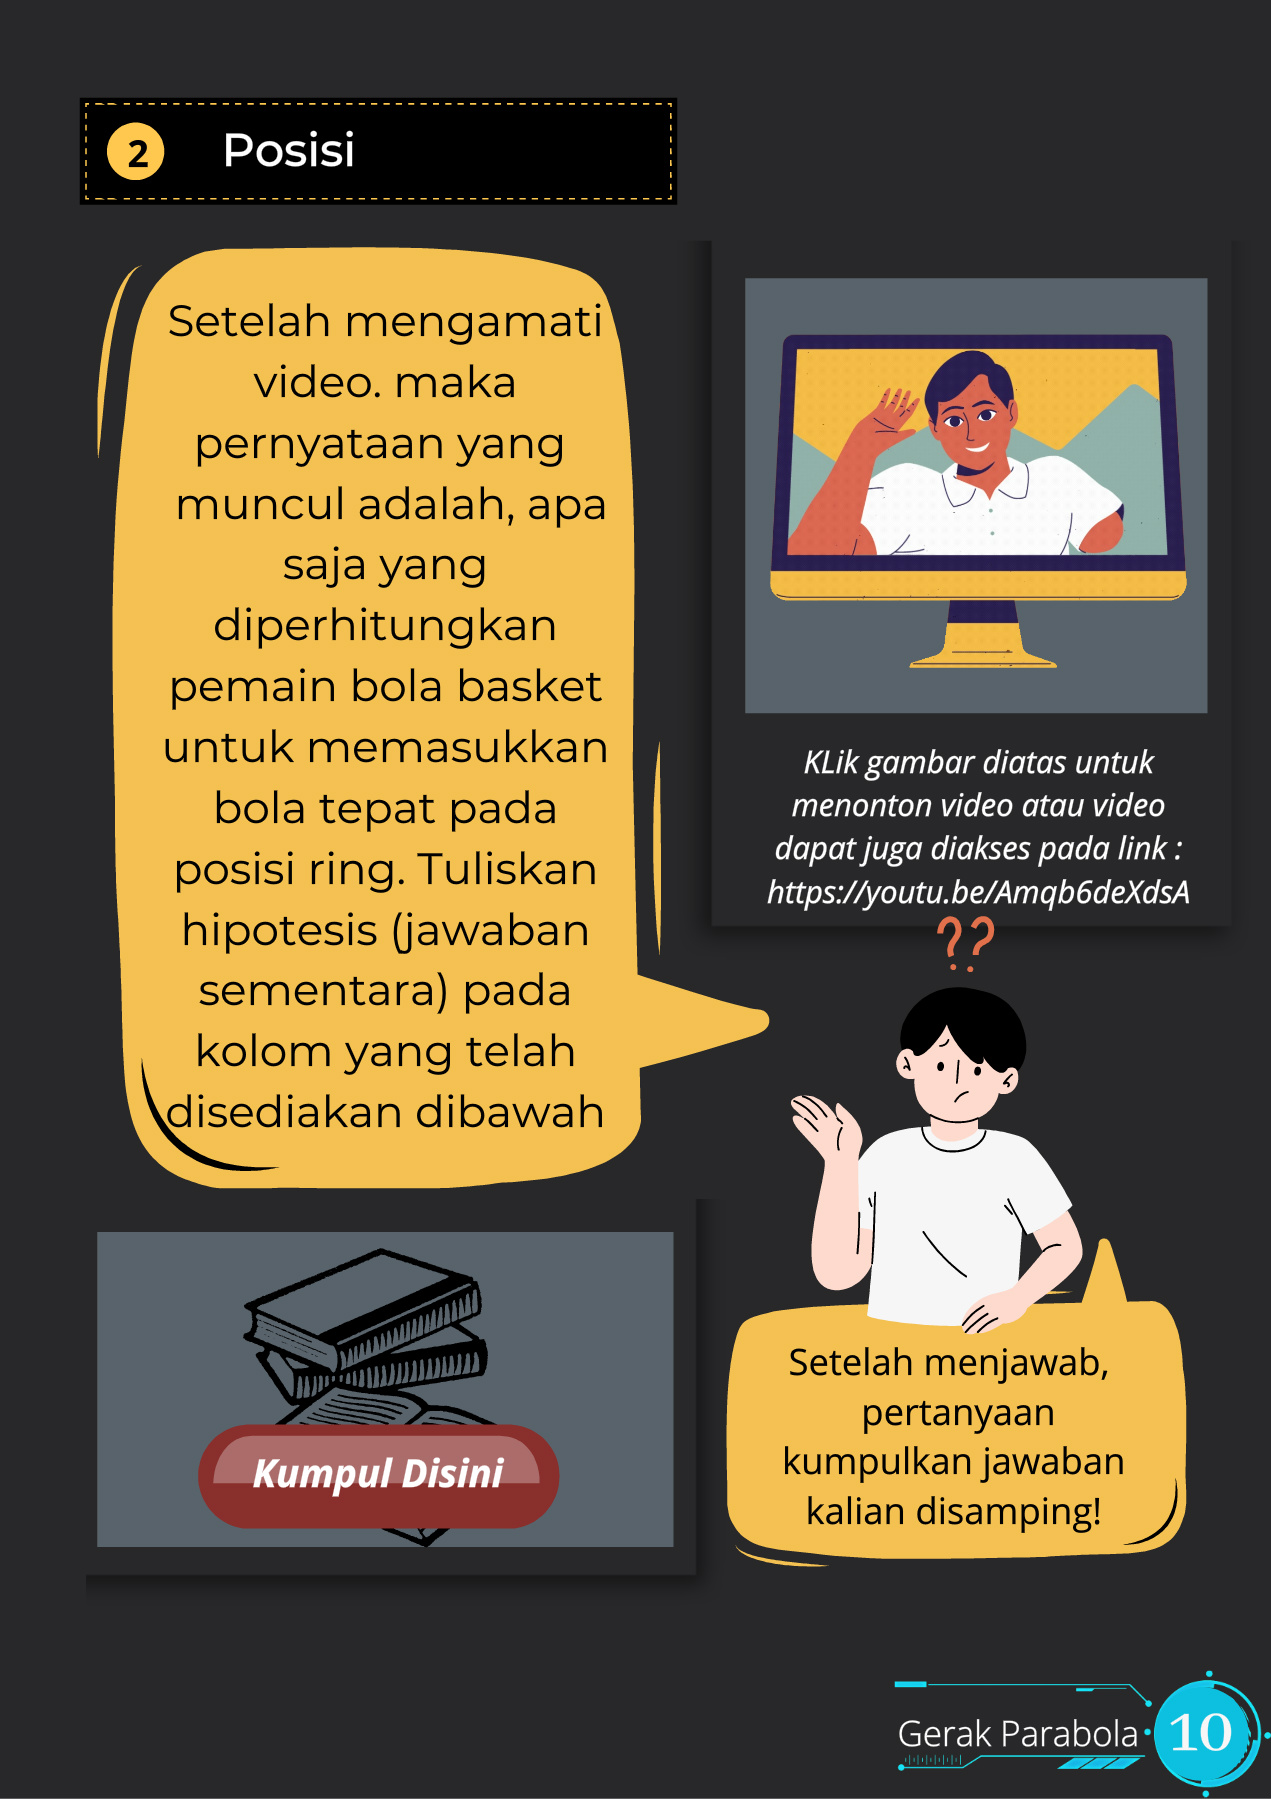 2 Posisi
Setelah mengamati
video. maka
pernyataan yang
muncul adalah, apa
saja yang
diperhitungkan
pemain bola basket
untuk memasukkan
bola tepat pada
posisi ring. Tuliskan
hipotesis (jawaban
sementara) pada
kolom yang telah
disediakan dibawah
KLik gambar diatas untuk
menonton video atau video
dapat juga diakses pada link :
https://youtu.be/Amqb6deXdsA
??
Kumpul Disini
Setelah menjawab,
pertanyaan
kumpulkan jawaban
kalian disamping!
Gerak Parabola 10